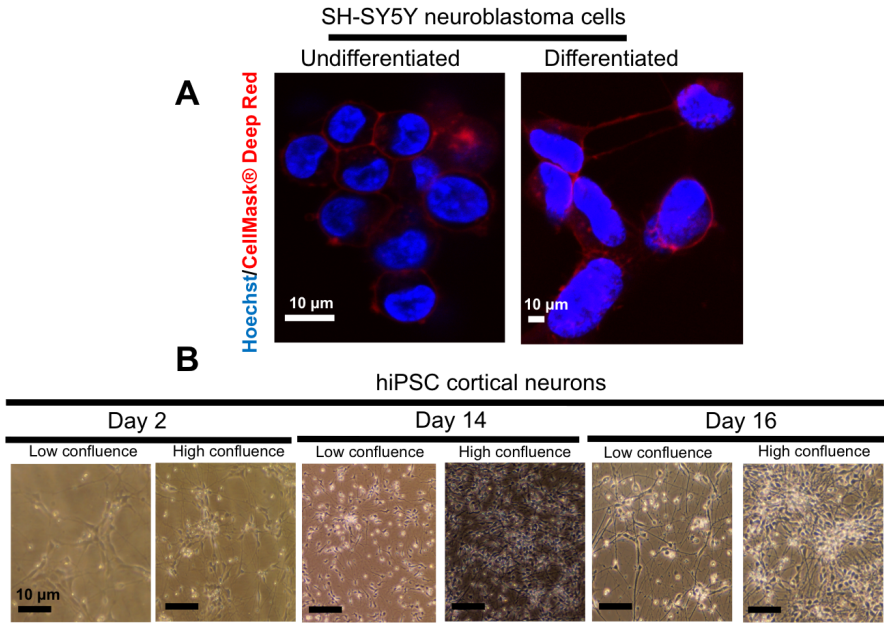 SH-SY5Y neuroblastoma cells
Undifferentiated
Differentiated
A
Hoechst/CellMask® Deep Red
10 µm
10 µm
B
hiPSC cortical neurons
Day 2
Day 14
Day 16
Low confluence
High confluence
Low confluence
High confluence
Low confluence
High confluence
10 µm